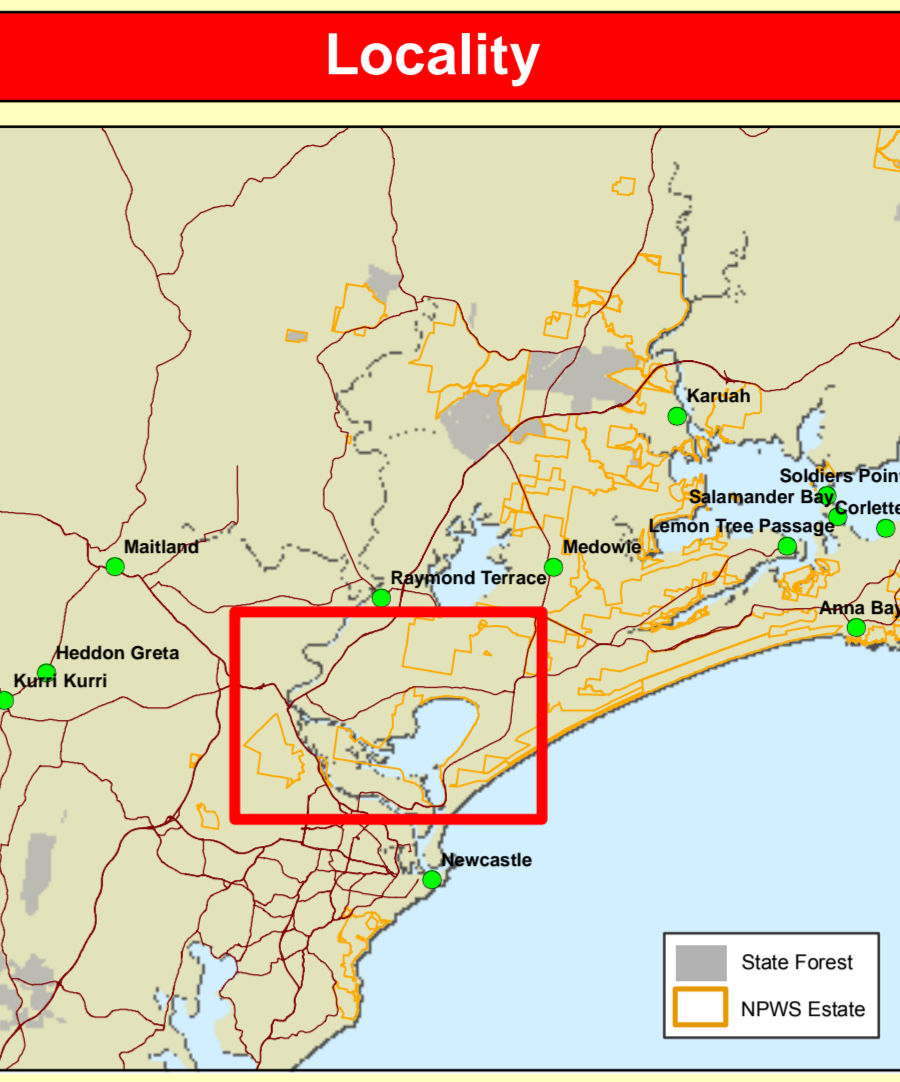 Locality
Karuah
Soldiers Poin
Salamander Bay
Corlette
Lemon Tree Passage
Maitland
Medowie
Raymond Terrace
Anna Bay
Heddon Greta
Kurri Kurri
Newcastle
State Forest
NPWS Estate